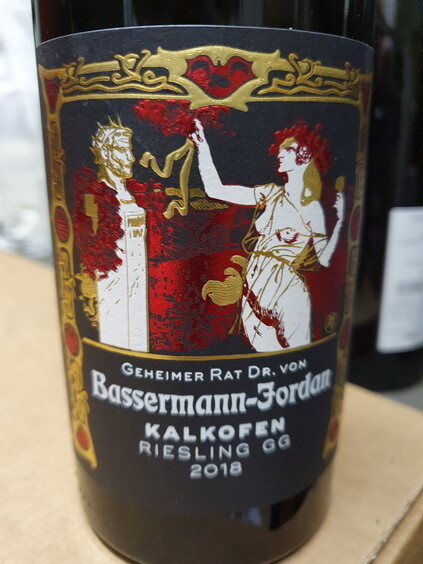 GEHEIMER RAT DR. VON
Bassermann-Jordan
KALKOFEN
RIESLING GG
2018